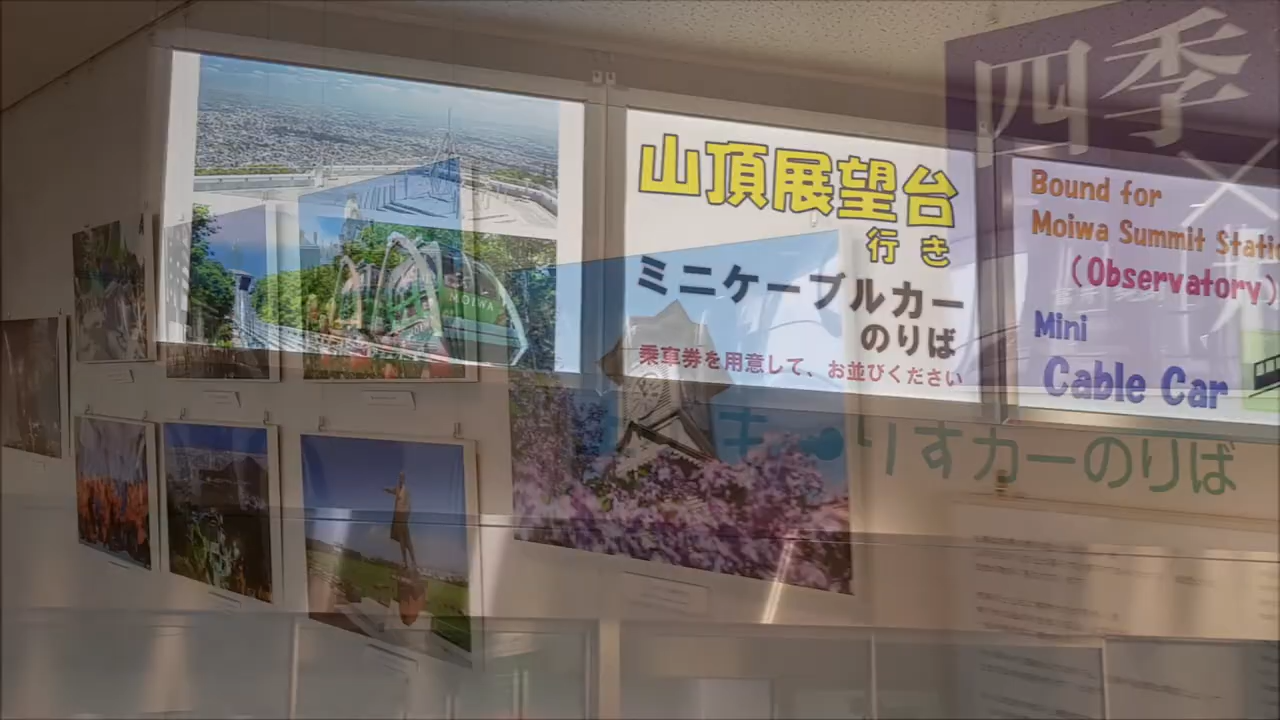 四季
×
山頂展望台
行き
ミニケーブルカー
のりば
乗車券を用意して、お並びください
Bound for
Moiwa Summit
(Observatory)
Mini
Cable Car
MOIWA
もーりすカーのりば